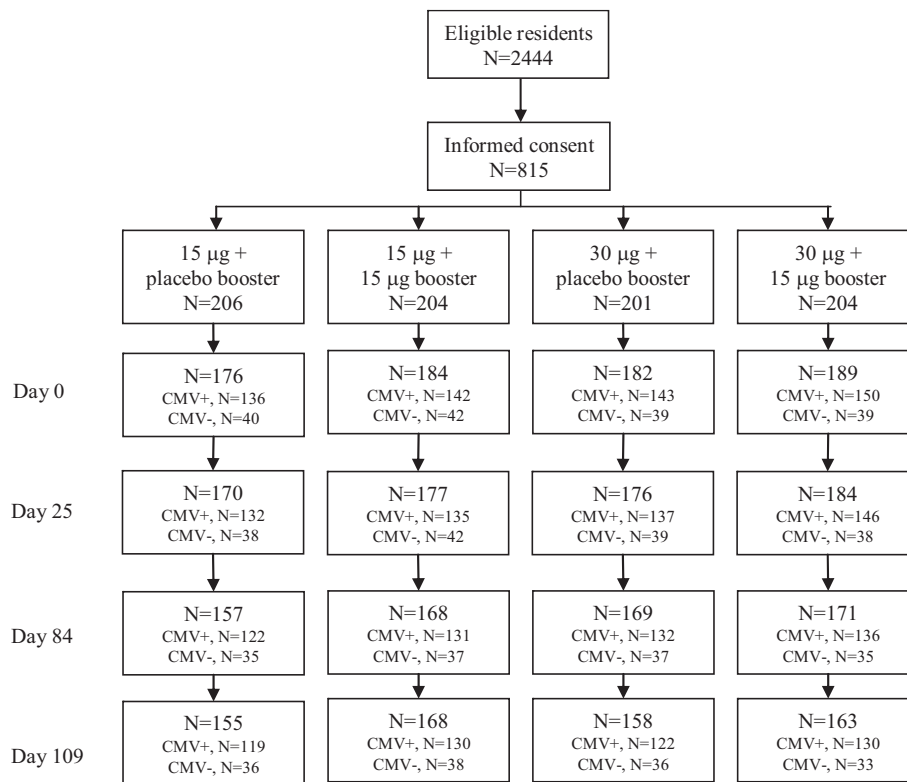 Eligible residents
N=2444
Informed consent
N=815
15 μg +
placebo booster
N=206
15 μg +
15 μg booster
N=204
30 μg +
placebo booster
N=201
30 μg +
15 μg booster
N=204
Day 0
N=176
CMV+, N=136
CMV-, N=40
N=184
CMV+, N=142
CMV-, N=42
N=182
CMV+, N=143
CMV-, N=39
N=189
CMV+, N=150
CMV-, N=39
Day 25
N=170
CMV+, N=132
CMV-, N=38
N=177
CMV+, N=135
CMV-, N=42
N=176
CMV+, N=137
CMV-, N=39
N=184
CMV+, N=146
CMV-, N=38
Day 84
N=157
CMV+, N=122
CMV-, N=35
N=168
CMV+, N=131
CMV-, N=37
N=169
CMV+, N=132
CMV-, N=37
N=171
CMV+, N=136
CMV-, N=35
Day 109
N=155
CMV+, N=119
CMV-, N=36
N=168
CMV+, N=130
CMV-, N=38
N=158
CMV+, N=122
CMV-, N=36
N=163
CMV+, N=130
CMV-, N=33